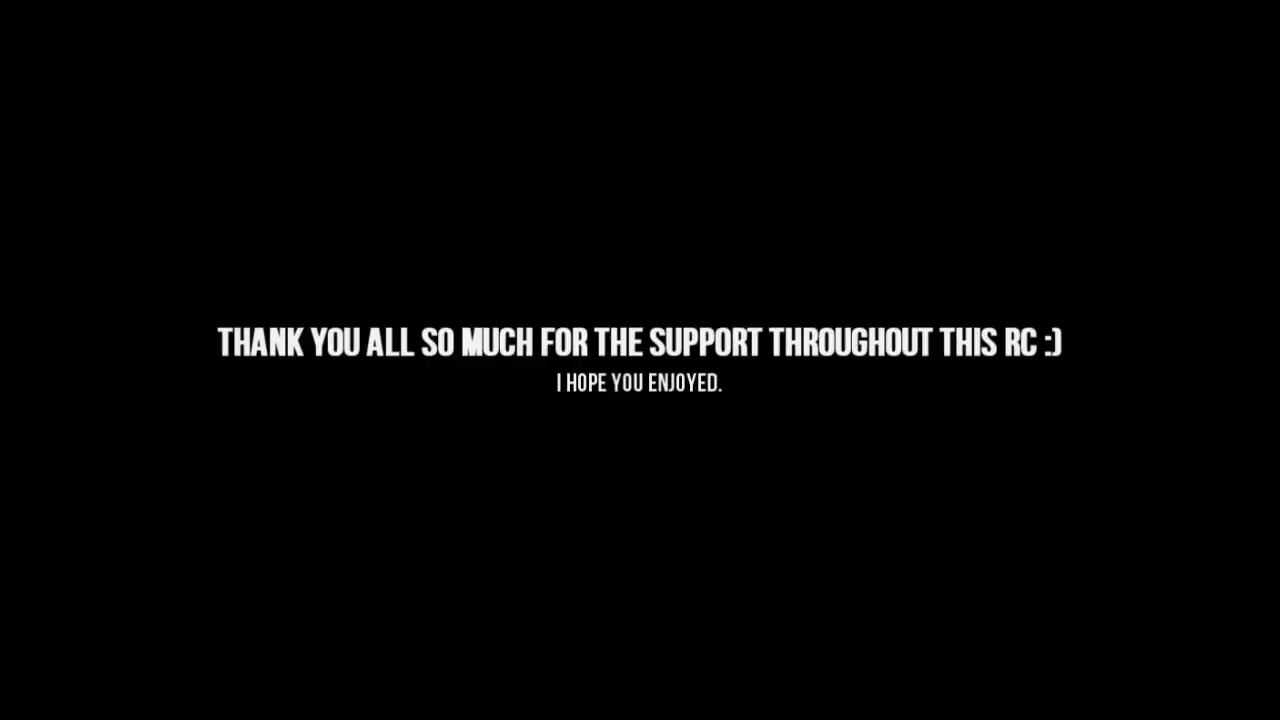 THANK YOU ALL SO MUCH FOR THE SUPPORT THROUGHOUT THIS RC :)
I HOPE YOU ENJOYED.